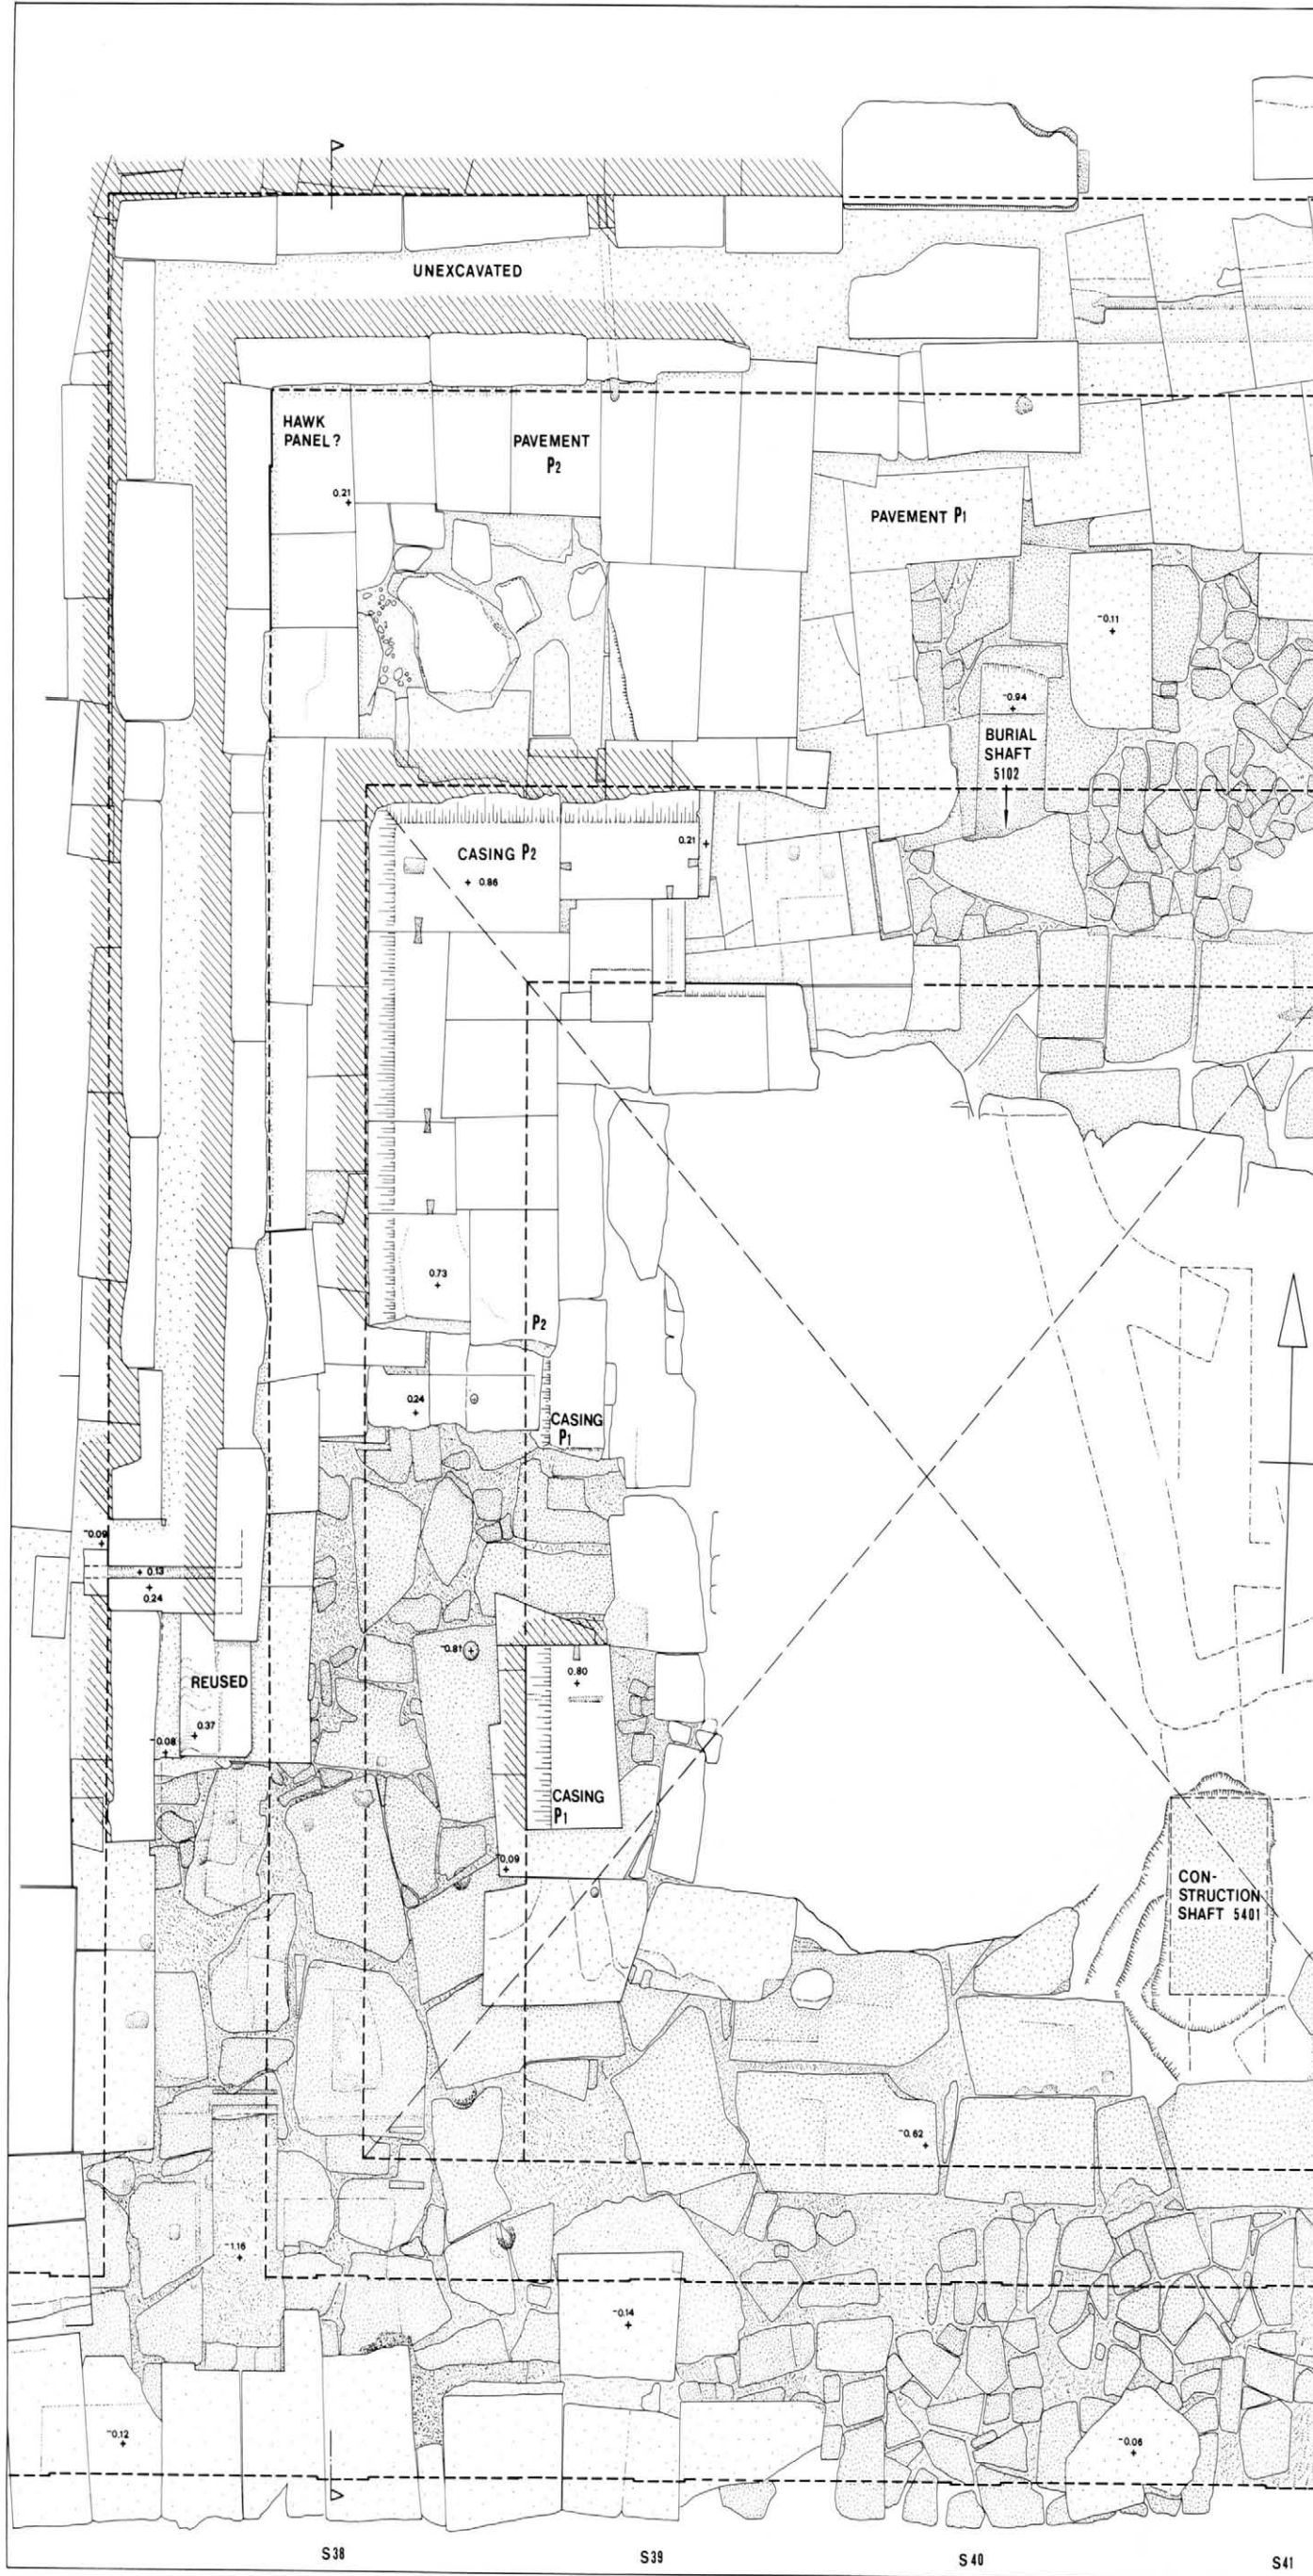 UNEXCAVATED
HAWK
PANEL?
0.21
PAVEMENT
P2
PAVEMENT P1
-0.11
-0.94
BURIAL
SHAFT
5102
CASING P2
0.86
0.21
0.73
P2
0.24
CASING
P1
-0.09
0.13
0.24
-0.81
0.80
REUSED
0.37
-0.08
CASING
P1
-0.09
CON-
STRUCTION
SHAFT 5401
-0.62
-1.16
-0.14
-0.12
-0.06
S38
S39
S40
S41